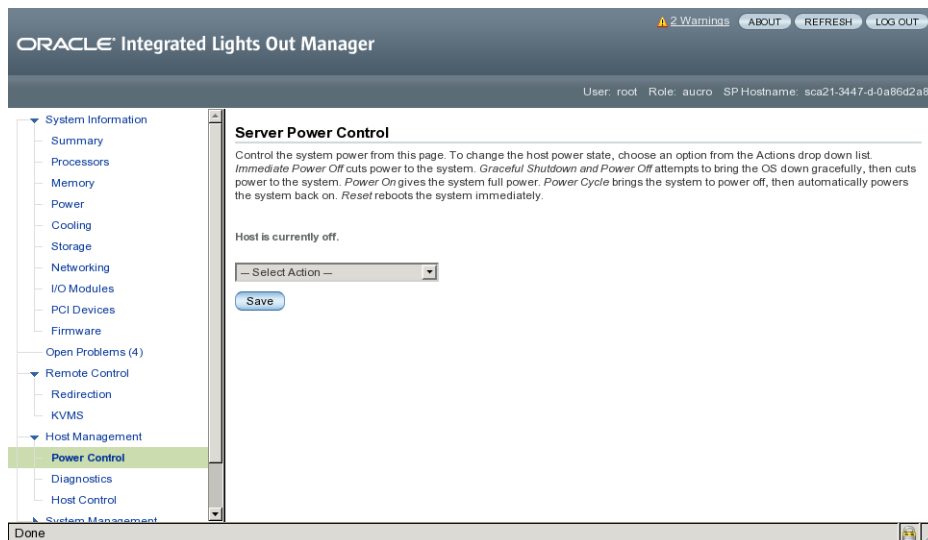 2 Warnings ABOUT REFRESH LOG OUT
ORACLE® Integrated Lights Out Manager
User: root Role: aucro SP Hostname: sca21-3447-d-0a86d2a8
System Information
Summary
Processors
Memory
Power
Cooling
Storage
Networking
I/O Modules
PCI Devices
Firmware
Open Problems (4)
Remote Control
Redirection
KVMS
Host Management
Power Control
Diagnostics
Host Control
System Management
Server Power Control
Control the system power from this page. To change the host power state, choose an option from the Actions drop down list.
Immediate Power Off cuts power to the system. Graceful Shutdown and Power Off attempts to bring the OS down gracefully, then cuts
power to the system. Power On gives the system full power. Power Cycle brings the system to power off, then automatically powers
the system back on. Reset reboots the system immediately.
Host is currently off.
— Select Action —
Save
Done